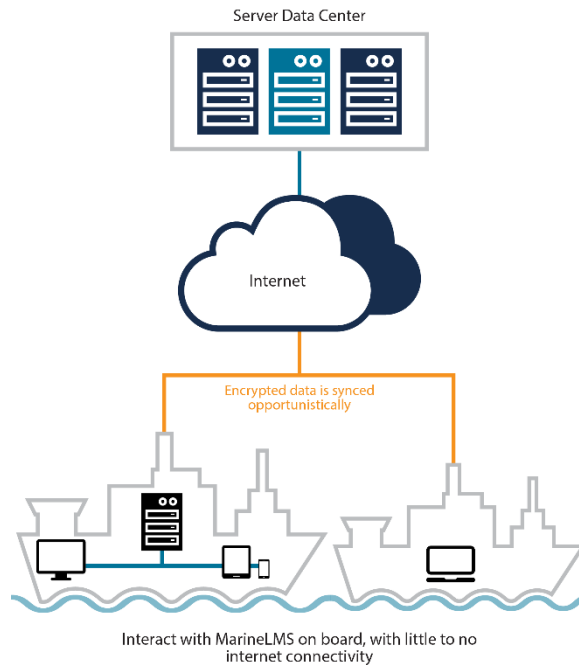 Server Data Center
Internet
Encrypted data is synced
opportunistically
Interact with MarineLMS on board, with little to no
internet connectivity